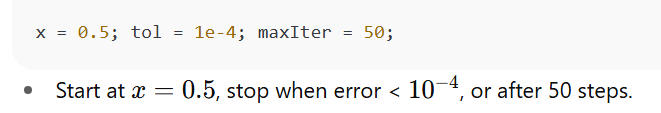 x = 0.5; tol = 1e-4; maxIter = 50;
• Start at x = 0.5, stop when error < 10⁻⁴, or after 50 steps.